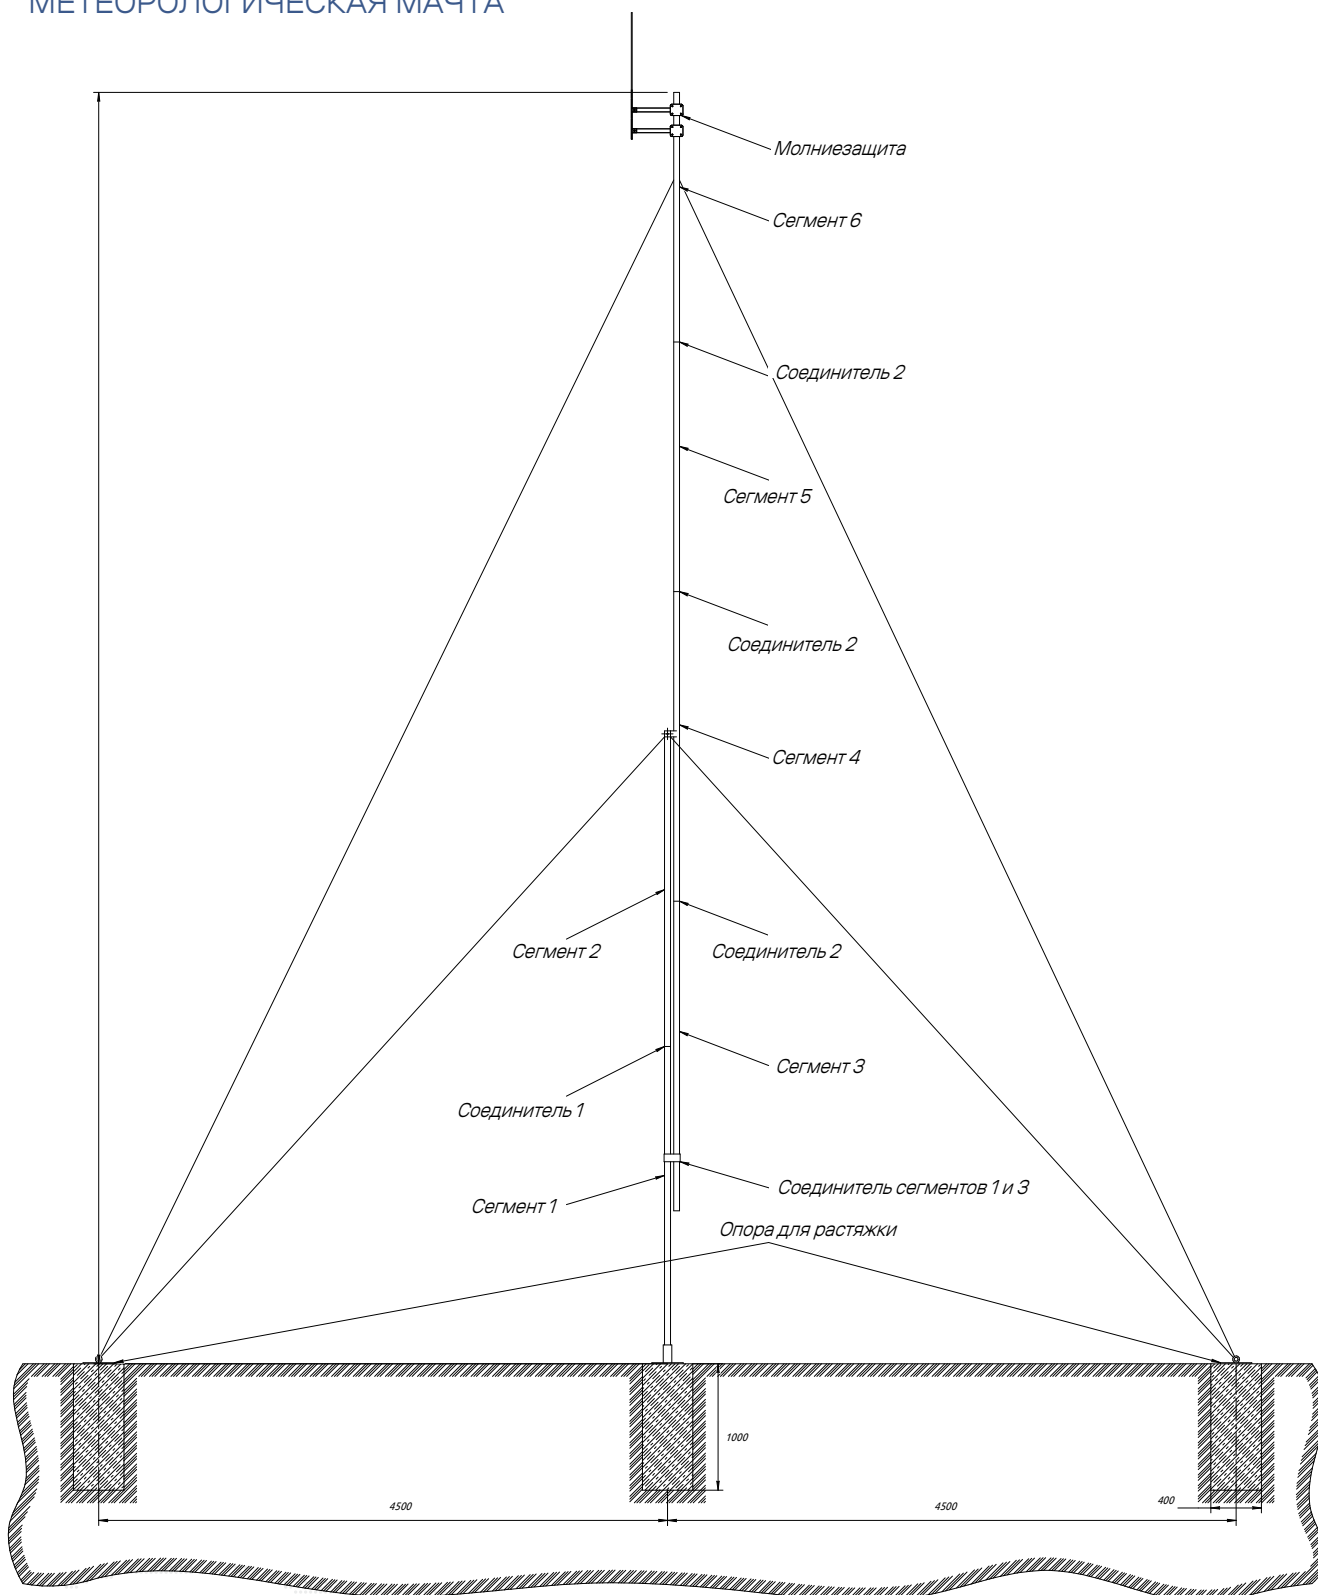 МЕТЕОРОЛОГИЧЕСКАЯ МАЧТА
Молниезащита
Сегмент 6
Соединитель 2
Сегмент 5
Соединитель 2
Сегмент 4
Сегмент 2
Соединитель 2
Сегмент 3
Соединитель 1
Соединитель сегментов 1 и 3
Сегмент 1
Опора для растяжки
1000
4500
4500
400